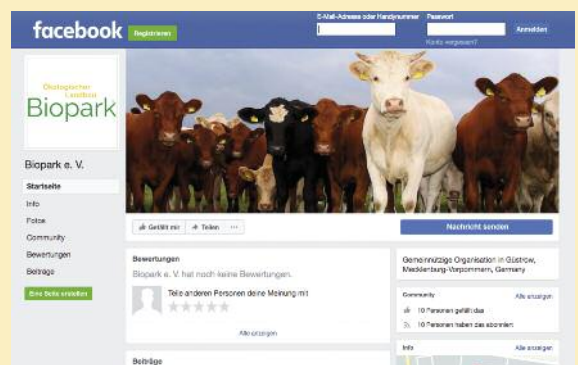 facebook
Registrieren
E-Mail-Adresse oder Handynummer
Passwort
Anmelden
Konto vergessen?
Ökologischer
Landbau
Biopark
Biopark e. V.
Startseite
Info
Fotos
Community
Bewertungen
Beiträge
Eine Seite erstellen
Gefällt mir
Teilen
...
Nachricht senden
Bewertungen
Biopark e. V. hat noch keine Bewertungen.
Teile anderen Personen deine Meinung mit
Alle anzeigen
Beiträge
Gemeinnützige Organisation in Güstrow,
Mecklenburg-Vorpommern, Germany
Community
Alle anzeigen
10 Personen gefällt das
10 Personen haben das abonniert
Info
Alle anzeigen